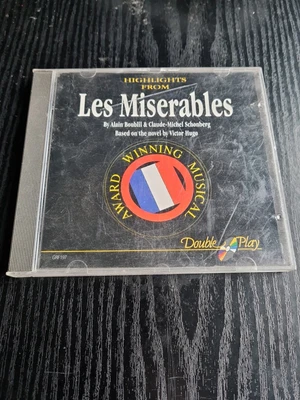 HIGHLIGHTS
FROM
Les Miserables
By Alain Boublil & Claude-Michel Schonberg
Based on the novel by Victor Hugo
AWARD WINNING MUSICAL
Double Play